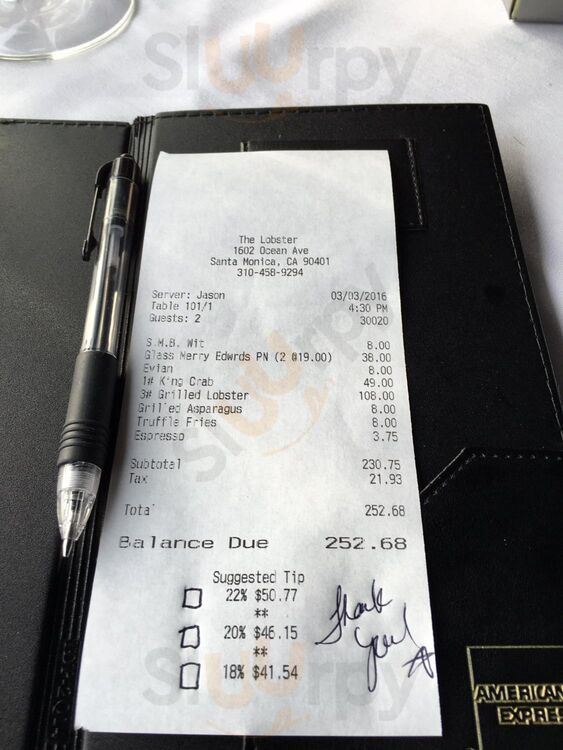 Sluurpy
The Lobster
1602 Ocean Ave
Santa Monica, CA 90401
310-458-9294
Server: Jason 03/03/2016
Table 101/1 4:30 PM
Guests: 2 30020
S.M.B. Wit 8.00
Glass Merry Edwrds PN (2 @19.00) 38.00
Evian 8.00
1# King Crab 49.00
3# Grilled Lobster 108.00
Grilled Asparagus 8.00
Truffle Fries 8.00
Espresso 3.75
Subtotal 230.75
Tax 21.93
Total 252.68
Balance Due 252.68
Suggested Tip
22% $50.77
**
20% $46.15
**
18% $41.54
Thank
you!
AMERICAN
EXPRES
Sluurpy
Sluurpy